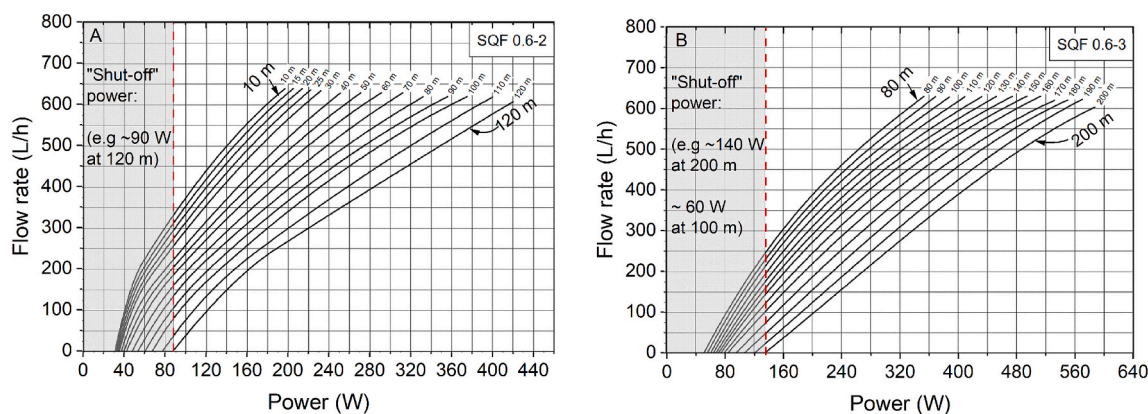 A
SQF 0.6-2
"Shut-off"
power:
(e.g ~90 W
at 120 m)
10 m
10 m
15 m
20 m
25 m
30 m
40 m
50 m
60 m
70 m
80 m
90 m
100 m
110 m
120 m
120 m
Flow rate (L/h)
800
700
600
500
400
300
200
100
0
0 40 80 120 160 200 240 280 320 360 400 440
Power (W)
B
SQF 0.6-3
"Shut-off"
power:
(e.g ~140 W
at 200 m
~ 60 W
at 100 m)
80 m
80 m
90 m
100 m
110 m
120 m
130 m
140 m
150 m
160 m
170 m
180 m
190 m
200 m
200 m
Flow rate (L/h)
800
700
600
500
400
300
200
100
0
0 80 160 240 320 400 480 560 640
Power (W)